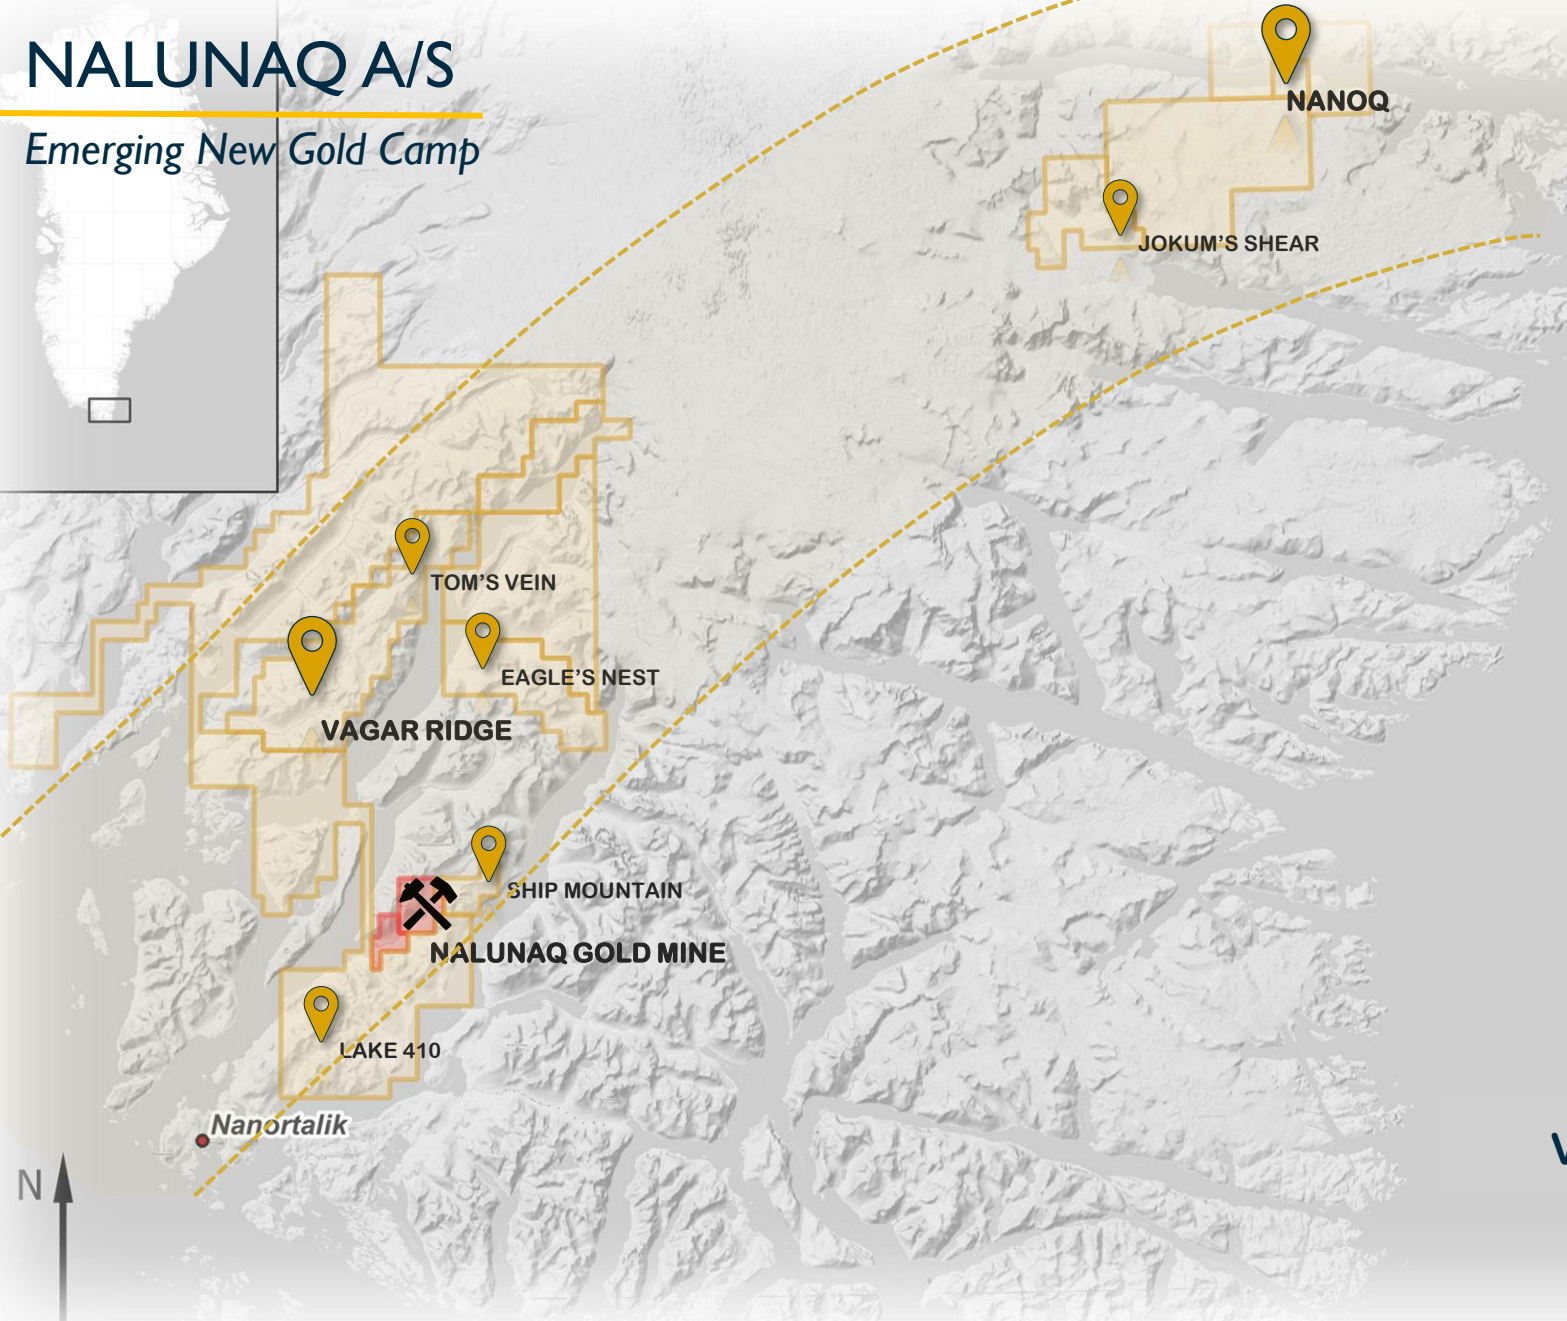 NALUNAQ A/S
Emerging New Gold Camp
NANOQ
JOKUM'S SHEAR
TOM'S VEIN
EAGLE'S NEST
VAGAR RIDGE
SHIP MOUNTAIN
NALUNAQ GOLD MINE
LAKE 410
Nanortalik
N